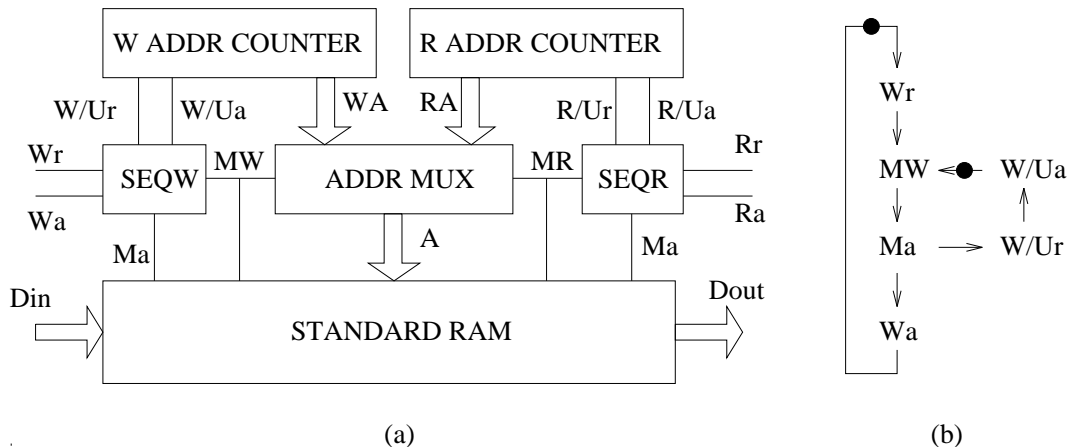 W ADDR COUNTER
R ADDR COUNTER
W/Ur
W/Ua
WA
RA
R/Ur
R/Ua
Wr
Wa
SEQW
MW
ADDR MUX
MR
SEQR
Rr
Ra
Ma
A
Ma
Din
STANDARD RAM
Dout
(a)
Wr
MW
W/Ua
Ma
W/Ur
Wa
(b)